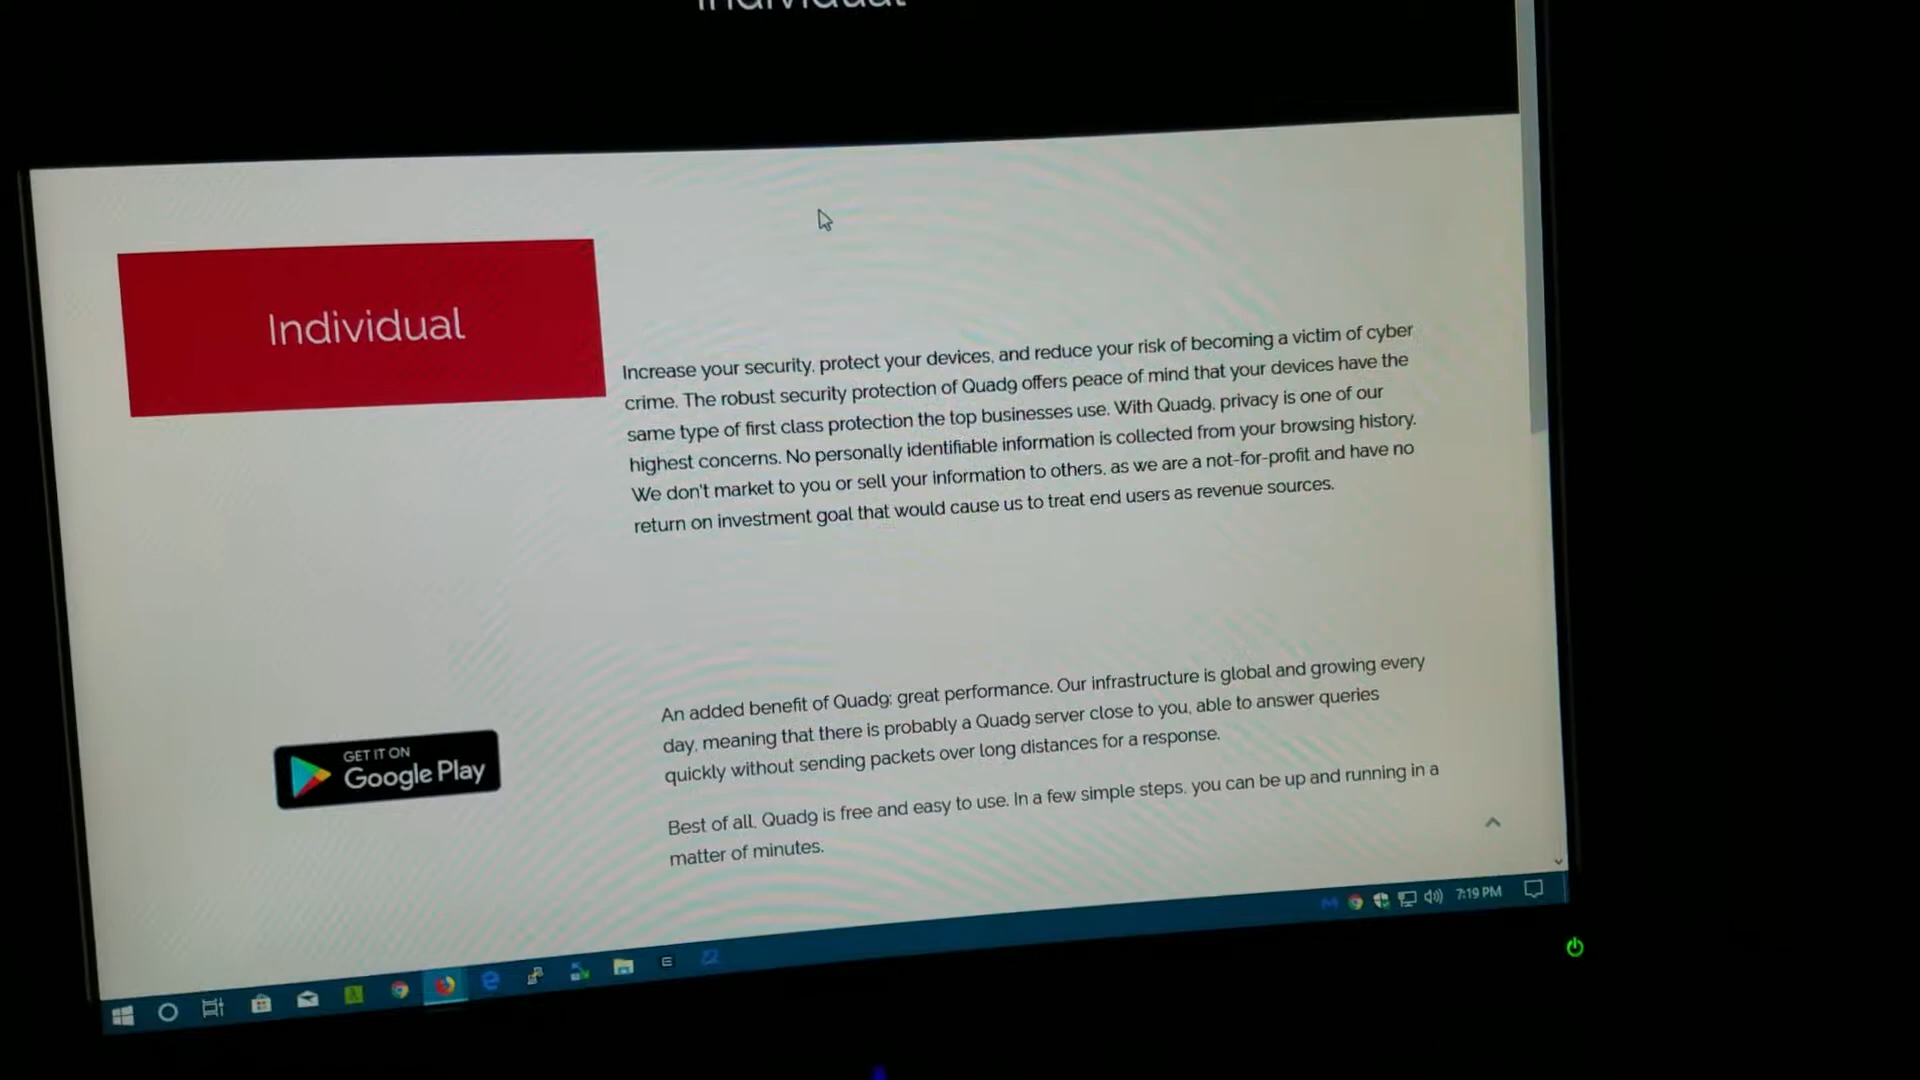 Individual
Individual
Increase your security, protect your devices, and reduce your risk of becoming a victim of cyber
crime. The robust security protection of Quad9 offers peace of mind that your devices have the
same type of first class protection the top businesses use. With Quad9, privacy is one of our
highest concerns. No personally identifiable information is collected from your browsing history.
We don't market to you or sell your information to others, as we are a not-for-profit and have no
return on investment goal that would cause us to treat end users as revenue sources.
An added benefit of Quad9: great performance. Our infrastructure is global and growing every
day, meaning that there is probably a Quad9 server close to you, able to answer queries
quickly without sending packets over long distances for a response.
GET IT ON
Google Play
Best of all, Quad9 is free and easy to use. In a few simple steps, you can be up and running in a
matter of minutes.
7:19 PM